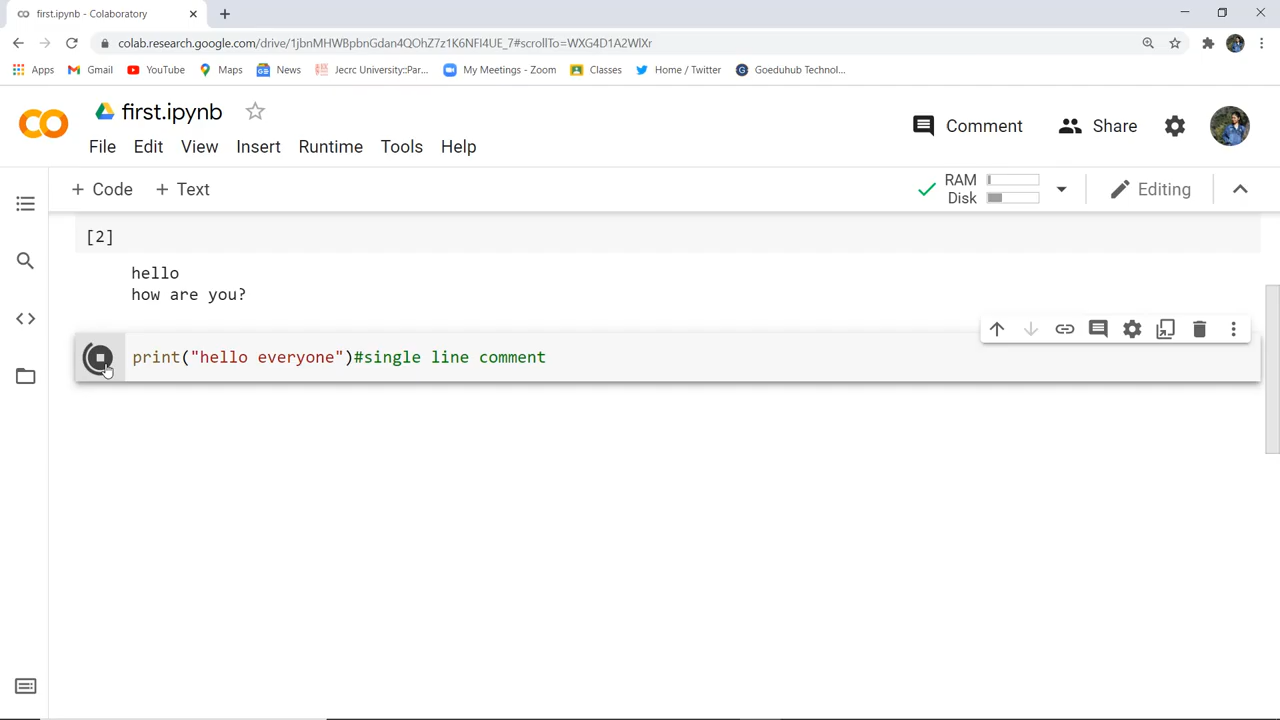 first.ipynb - Colaboratory
colab.research.google.com/drive/1jbnMHWBpbnGdan4QOhZ7z1K6NFI4UE_7#scrollTo=WXG4D1A2WlXr
Apps Gmail YouTube Maps News Jecrc University::Par... My Meetings - Zoom Classes Home / Twitter Goeduhub Technol...
first.ipynb
Comment Share
File Edit View Insert Runtime Tools Help
+ Code + Text
RAM
Disk
Editing
[2]
hello
how are you?
print("hello everyone")#single line comment